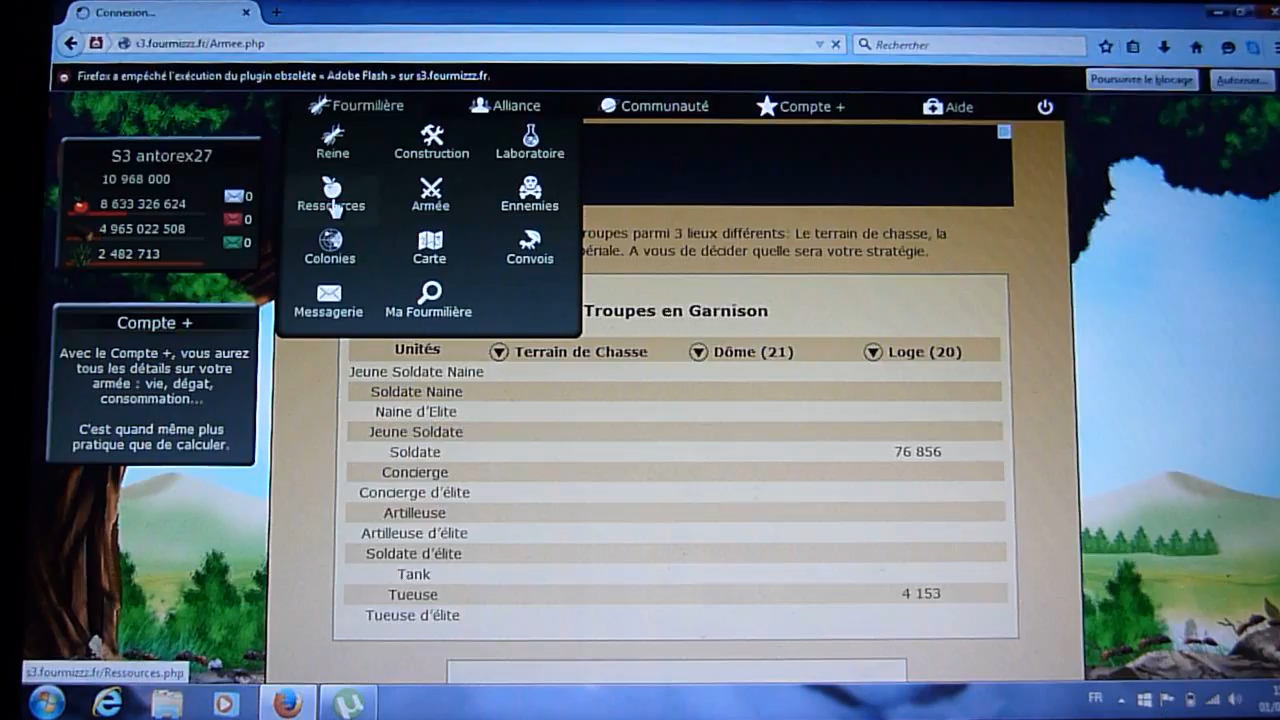 Connexion...
s3.fourmizzz.fr/Armee.php
Rechercher
Firefox a empêché l'exécution du plugin obsolète « Adobe Flash » sur s3.fourmizzz.fr.
Poursuivre le blocage
Autoriser...
Fourmilière
Alliance
Communauté
Compte +
Aide
S3 antorex27
10 968 000
8 633 326 624
4 965 022 508
2 482 713
0
0
0
Reine
Construction
Laboratoire
Ressources
Armée
Ennemies
Colonies
Carte
Convois
Messagerie
Ma Fourmilière
roupes parmi 3 lieux différents: Le terrain de chasse, la
périale. A vous de décider quelle sera votre stratégie.
Compte +
Avec le Compte +, vous aurez
tous les détails sur votre
armée : vie, dégat,
consommation...
C'est quand même plus
pratique que de calculer.
Troupes en Garnison
Unités Terrain de Chasse Dôme (21) Loge (20)
Jeune Soldate Naine
Soldate Naine
Naine d'Elite
Jeune Soldate
Soldate 76 856
Concierge
Concierge d'élite
Artilleuse
Artilleuse d'élite
Soldate d'élite
Tank
Tueuse 4 153
Tueuse d'élite
s3.fourmizzz.fr/Ressources.php
FR